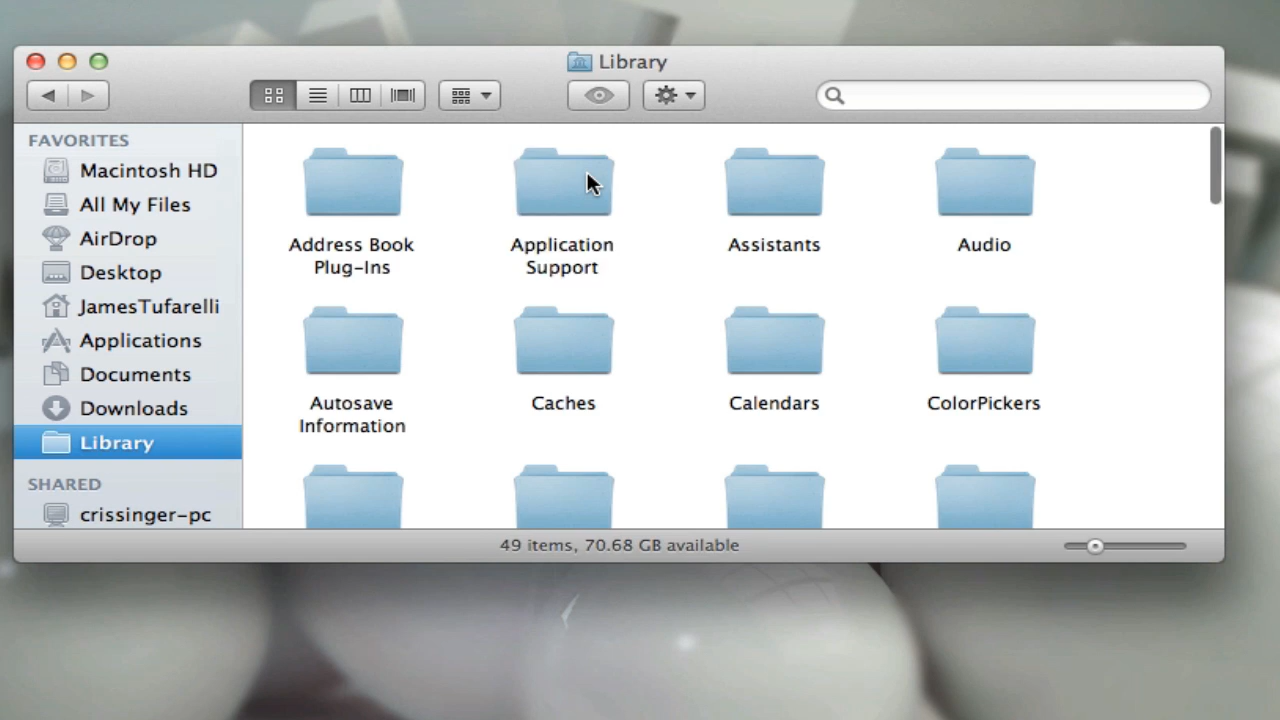 Library
FAVORITES
Macintosh HD
All My Files
AirDrop
Desktop
JamesTufarelli
Applications
Documents
Downloads
Library
SHARED
crissinger-pc
Address Book
Plug-Ins
Application
Support
Assistants
Audio
Autosave
Information
Caches
Calendars
ColorPickers
49 items, 70.68 GB available